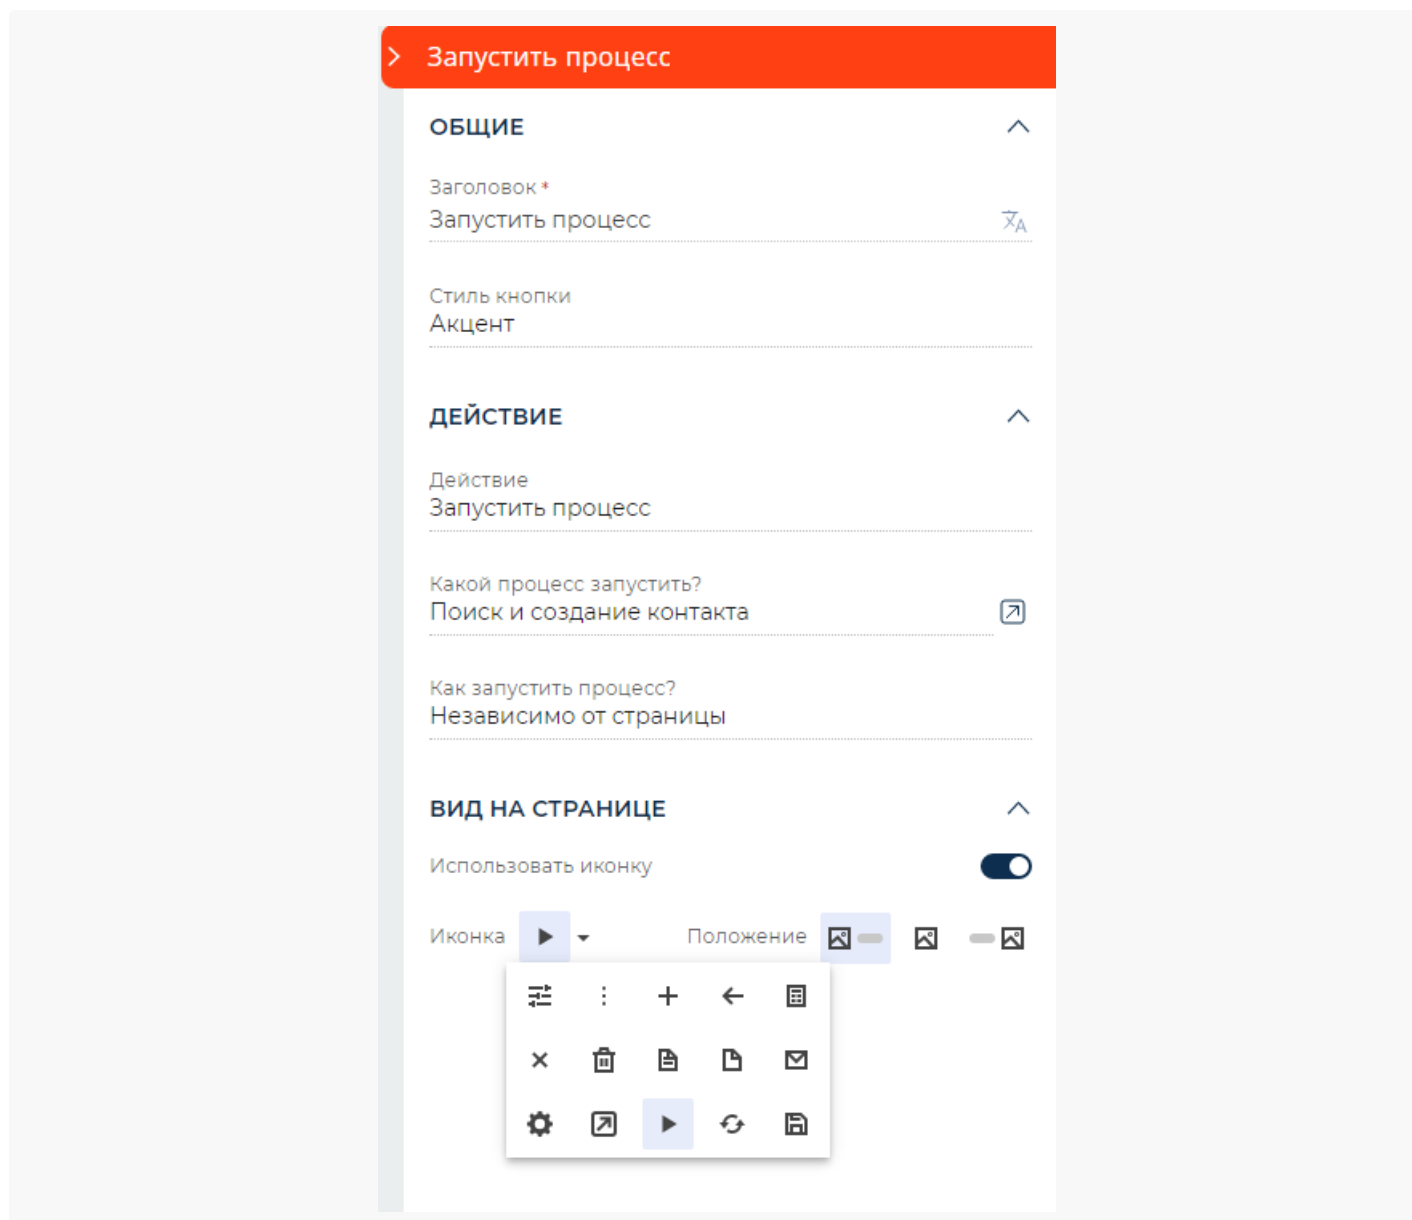 Запустить процесс
ОБЩИЕ
Заголовок *
Запустить процесс
Стиль кнопки
Акцент
ДЕЙСТВИЕ
Действие
Запустить процесс
Какой процесс запустить?
Поиск и создание контакта
Как запустить процесс?
Независимо от страницы
ВИД НА СТРАНИЦЕ
Использовать иконку
Иконка Положение